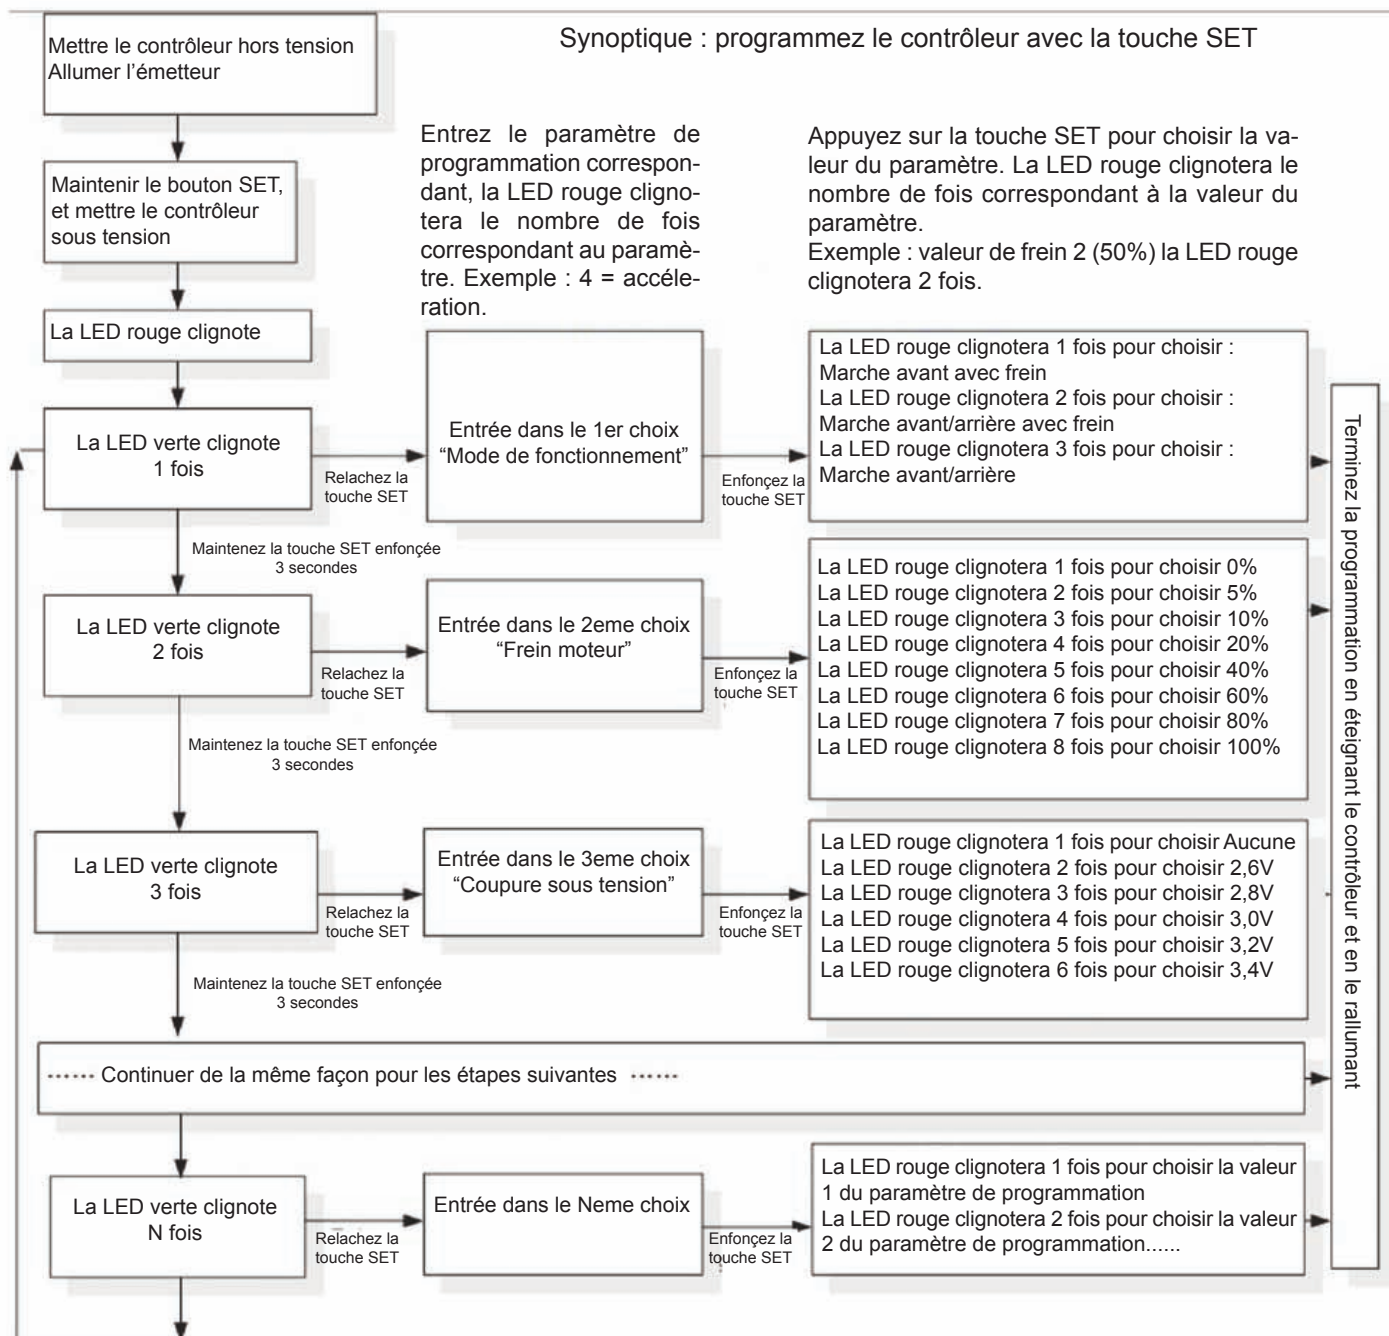 Synoptique : programmez le contrôleur avec la touche SET
Mettre le contrôleur hors tension
Allumer l’émetteur
Maintenir le bouton SET,
et mettre le contrôleur
sous tension
La LED rouge clignote
Entrez le paramètre de
programmation correspon-
dant, la LED rouge cligno-
tera le nombre de fois
correspondant au paramè-
tre. Exemple : 4 = accéle-
ration.
Appuyez sur la touche SET pour choisir la va-
leur du paramètre. La LED rouge clignotera le
nombre de fois correspondant à la valeur du
paramètre.
Exemple : valeur de frein 2 (50%) la LED rouge
clignotera 2 fois.
La LED verte clignote
1 fois
Relachez la
touche SET
Entrée dans le 1er choix
“Mode de fonctionnement”
Enfonçez la
touche SET
La LED rouge clignotera 1 fois pour choisir :
Marche avant avec frein
La LED rouge clignotera 2 fois pour choisir :
Marche avant/arrière avec frein
La LED rouge clignotera 3 fois pour choisir :
Marche avant/arrière
Maintenez la touche SET enfonçée
3 secondes
La LED verte clignote
2 fois
Relachez la
touche SET
Entrée dans le 2eme choix
“Frein moteur”
Enfonçez la
touche SET
La LED rouge clignotera 1 fois pour choisir 0%
La LED rouge clignotera 2 fois pour choisir 5%
La LED rouge clignotera 3 fois pour choisir 10%
La LED rouge clignotera 4 fois pour choisir 20%
La LED rouge clignotera 5 fois pour choisir 40%
La LED rouge clignotera 6 fois pour choisir 60%
La LED rouge clignotera 7 fois pour choisir 80%
La LED rouge clignotera 8 fois pour choisir 100%
Maintenez la touche SET enfonçée
3 secondes
La LED verte clignote
3 fois
Relachez la
touche SET
Entrée dans le 3eme choix
“Coupure sous tension”
Enfonçez la
touche SET
La LED rouge clignotera 1 fois pour choisir Aucune
La LED rouge clignotera 2 fois pour choisir 2,6V
La LED rouge clignotera 3 fois pour choisir 2,8V
La LED rouge clignotera 4 fois pour choisir 3,0V
La LED rouge clignotera 5 fois pour choisir 3,2V
La LED rouge clignotera 6 fois pour choisir 3,4V
Maintenez la touche SET enfonçée
3 secondes
...... Continuer de la même façon pour les étapes suivantes ......
La LED verte clignote
N fois
Relachez la
touche SET
Entrée dans le Neme choix
Enfonçez la
touche SET
La LED rouge clignotera 1 fois pour choisir la valeur
1 du paramètre de programmation
La LED rouge clignotera 2 fois pour choisir la valeur
2 du paramètre de programmation......
Terminez la programmation en éteignant le contrôleur et en le rallumant